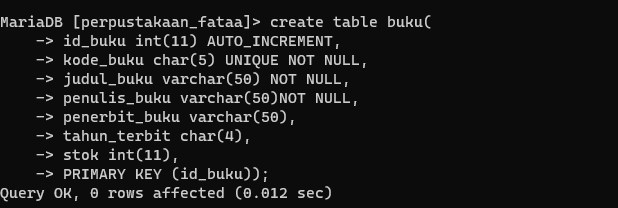 MariaDB [perpustakaan_fataa]> create table buku(
    -> id_buku int(11) AUTO_INCREMENT,
    -> kode_buku char(5) UNIQUE NOT NULL,
    -> judul_buku varchar(50) NOT NULL,
    -> penulis_buku varchar(50)NOT NULL,
    -> penerbit_buku varchar(50),
    -> tahun_terbit char(4),
    -> stok int(11),
    -> PRIMARY KEY (id_buku));
Query OK, 0 rows affected (0.012 sec)